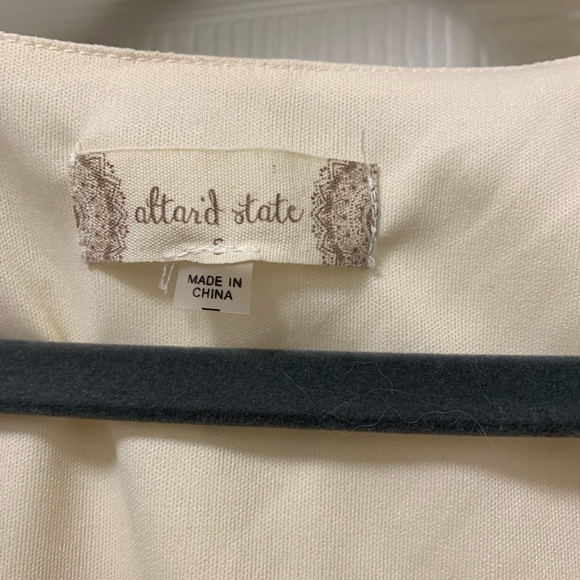 altar'd state
S
MADE IN
CHINA